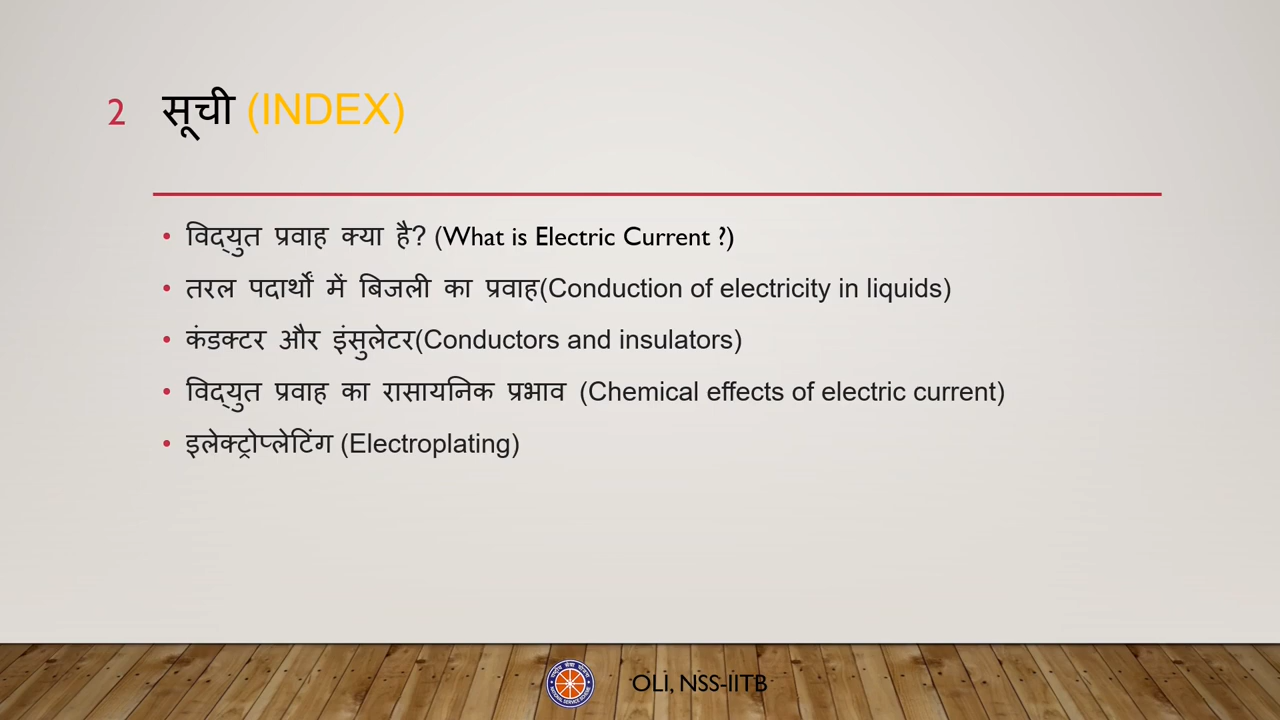 2 सूची (INDEX)
• विद्युत प्रवाह क्या है? (What is Electric Current ?)
• तरल पदार्थों में बिजली का प्रवाह(Conduction of electricity in liquids)
• कंडक्टर और इंसुलेटर(Conductors and insulators)
• विद्युत प्रवाह का रासायनिक प्रभाव (Chemical effects of electric current)
• इलेक्ट्रोप्लेटिंग (Electroplating)
OLI, NSS-IITB